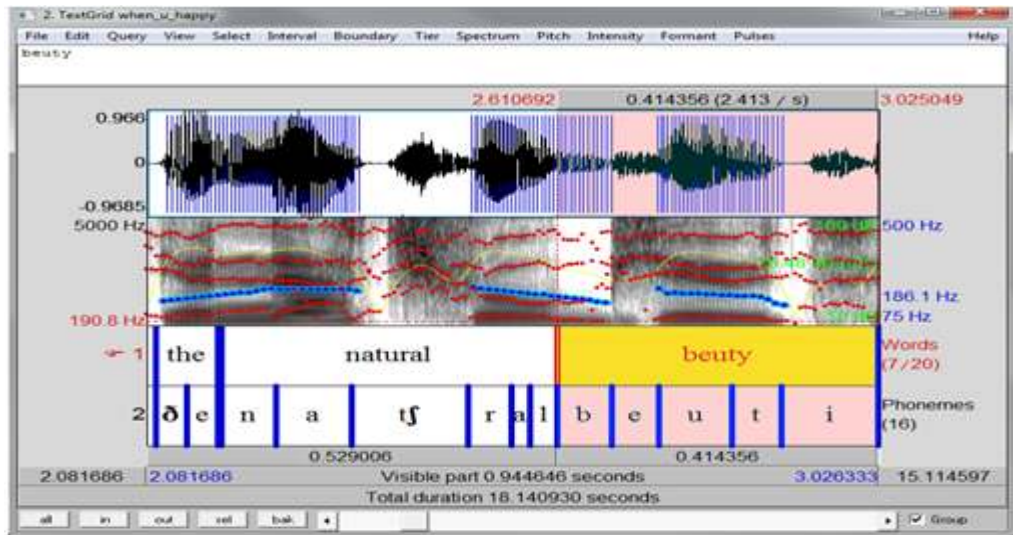 2. TextGrid when_u_happy
File Edit Query View Select Interval Boundary Tier Spectrum Pitch Intensity Formant Pulses Help
beuty
2.610692 0.414356 (2.413 / s) 3.025049
0.966
0
-0.9685
5000 Hz 500 Hz
186.1 Hz
190.8 Hz 75 Hz
1 the natural beuty Words
(7/20)
2 ð e n a tʃ r a l b e u t i Phonemes
(16)
0.529006 0.414356
2.081686 2.081686 Visible part 0.944646 seconds 3.026333 15.114597
Total duration 18.140930 seconds
all in out sel bak Group